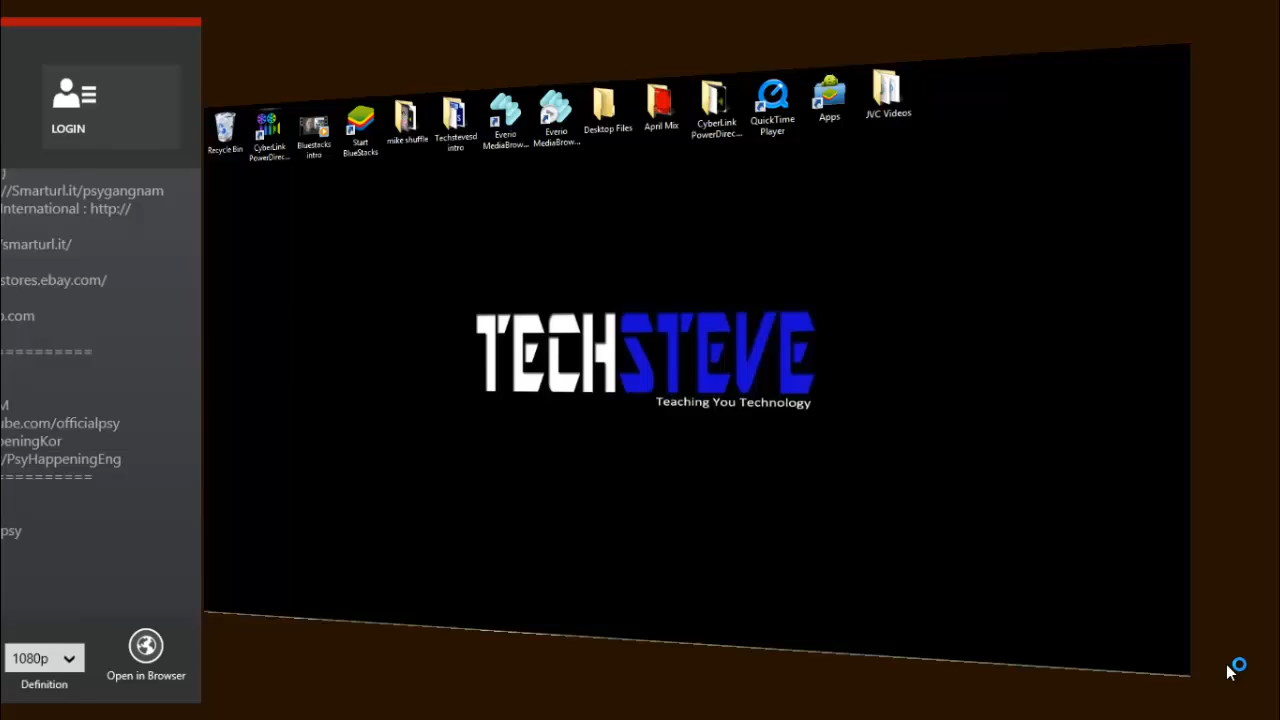 LOGIN
//Smarturl.it/psygangnam
International : http://
smarturl.it/
stores.ebay.com/
o.com
==========
M
ube.com/officialpsy
peningKor
/PsyHappeningEng
==========
psy
1080p
Definition
Open in Browser
Recycle Bin
CyberLink
PowerDirec...
Bluestacks
intro
Start
BlueStacks
mike shuffle
Techstevesd
intro
Everio
MediaBrow...
Everio
MediaBrow...
Desktop Files
April Mix
CyberLink
PowerDirec...
QuickTime
Player
Apps
JVC Videos
TECHSTEVE
Teaching You Technology